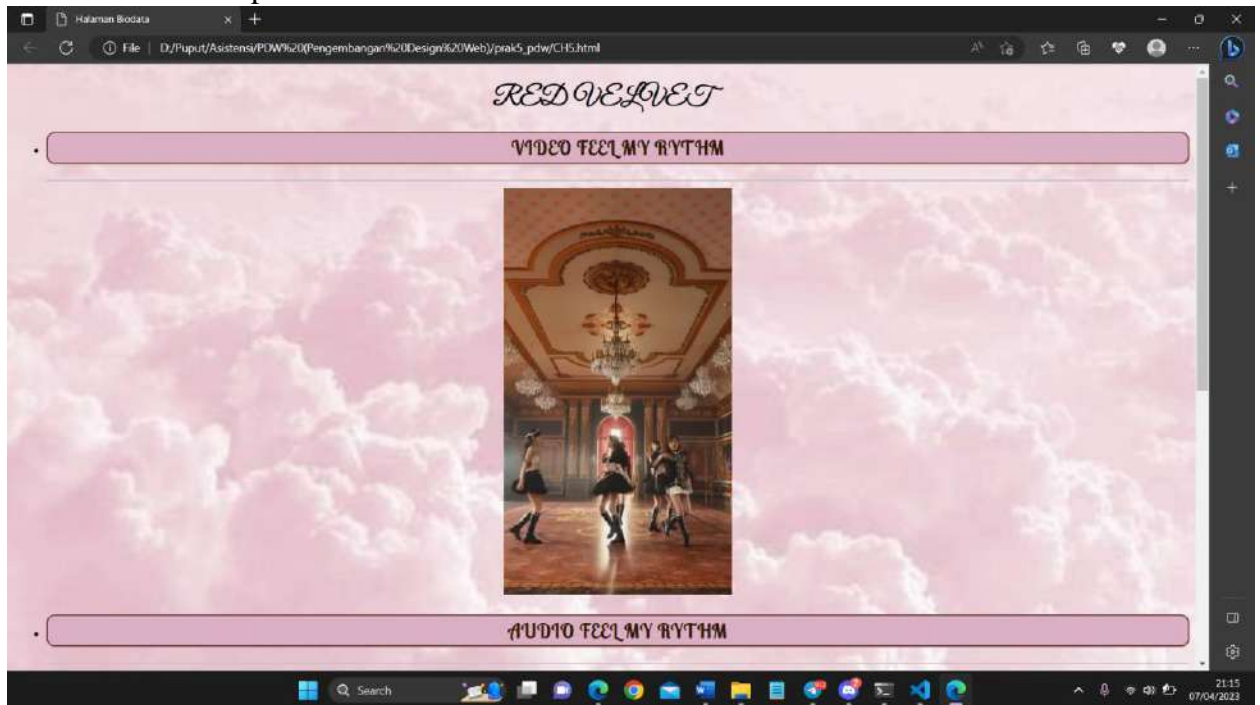 Halaman Biodata
File | D:/Puput/Asistensi/PDW%20(Pengembangan%20Design%20Web)/prak5_pdw/CH5.html
RED VELVET
• VIDEO FEEL MY RYTHM
• AUDIO FEEL MY RYTHM
Search
21:15
07/04/2023